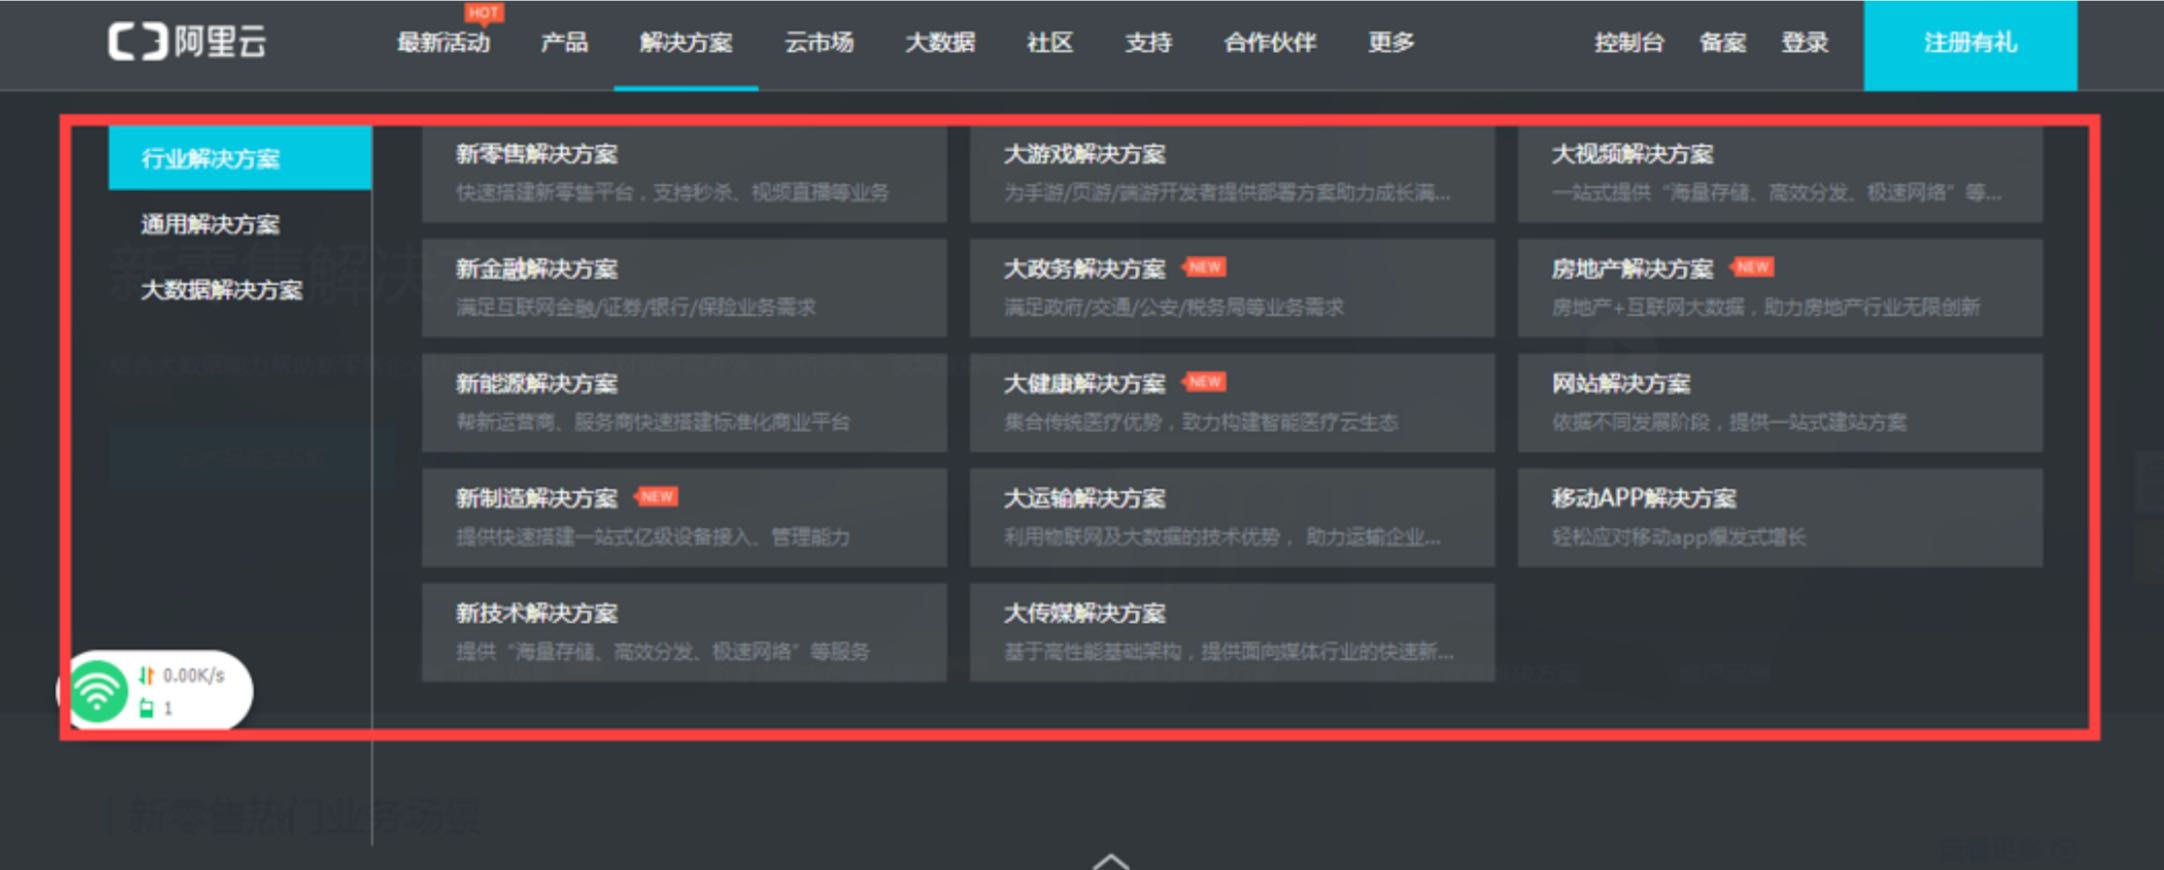 HOT
阿里云
最新活动 产品 解决方案 云市场 大数据 社区 支持 合作伙伴 更多 控制台 备案 登录 注册有礼
行业解决方案
通用解决方案
大数据解决方案
新零售解决方案
快速搭建新零售平台，支持秒杀、视频直播等业务
大游戏解决方案
为手游/页游/端游开发者提供部署方案助力成长满...
大视频解决方案
一站式提供“海量存储、高效分发、极速网络”等...
新金融解决方案
满足互联网金融/证券/银行/保险业务需求
大政务解决方案 NEW
满足政府/交通/公安/税务局等业务需求
房地产解决方案 NEW
房地产+互联网大数据，助力房地产行业无限创新
新能源解决方案
帮新运营商、服务商快速搭建标准化商业平台
大健康解决方案 NEW
集合传统医疗优势，致力构建智能医疗云生态
网站解决方案
依据不同发展阶段，提供一站式建站方案
新制造解决方案 NEW
提供快速搭建一站式亿级设备接入、管理能力
大运输解决方案
利用物联网及大数据的技术优势， 助力运输企业...
移动APP解决方案
轻松应对移动app爆发式增长
新技术解决方案
提供“海量存储、高效分发、极速网络”等服务
大传媒解决方案
基于高性能基础架构，提供面向媒体行业的快速新...
0.00K/s
1
新零售解决方案
新零售热门业务场景